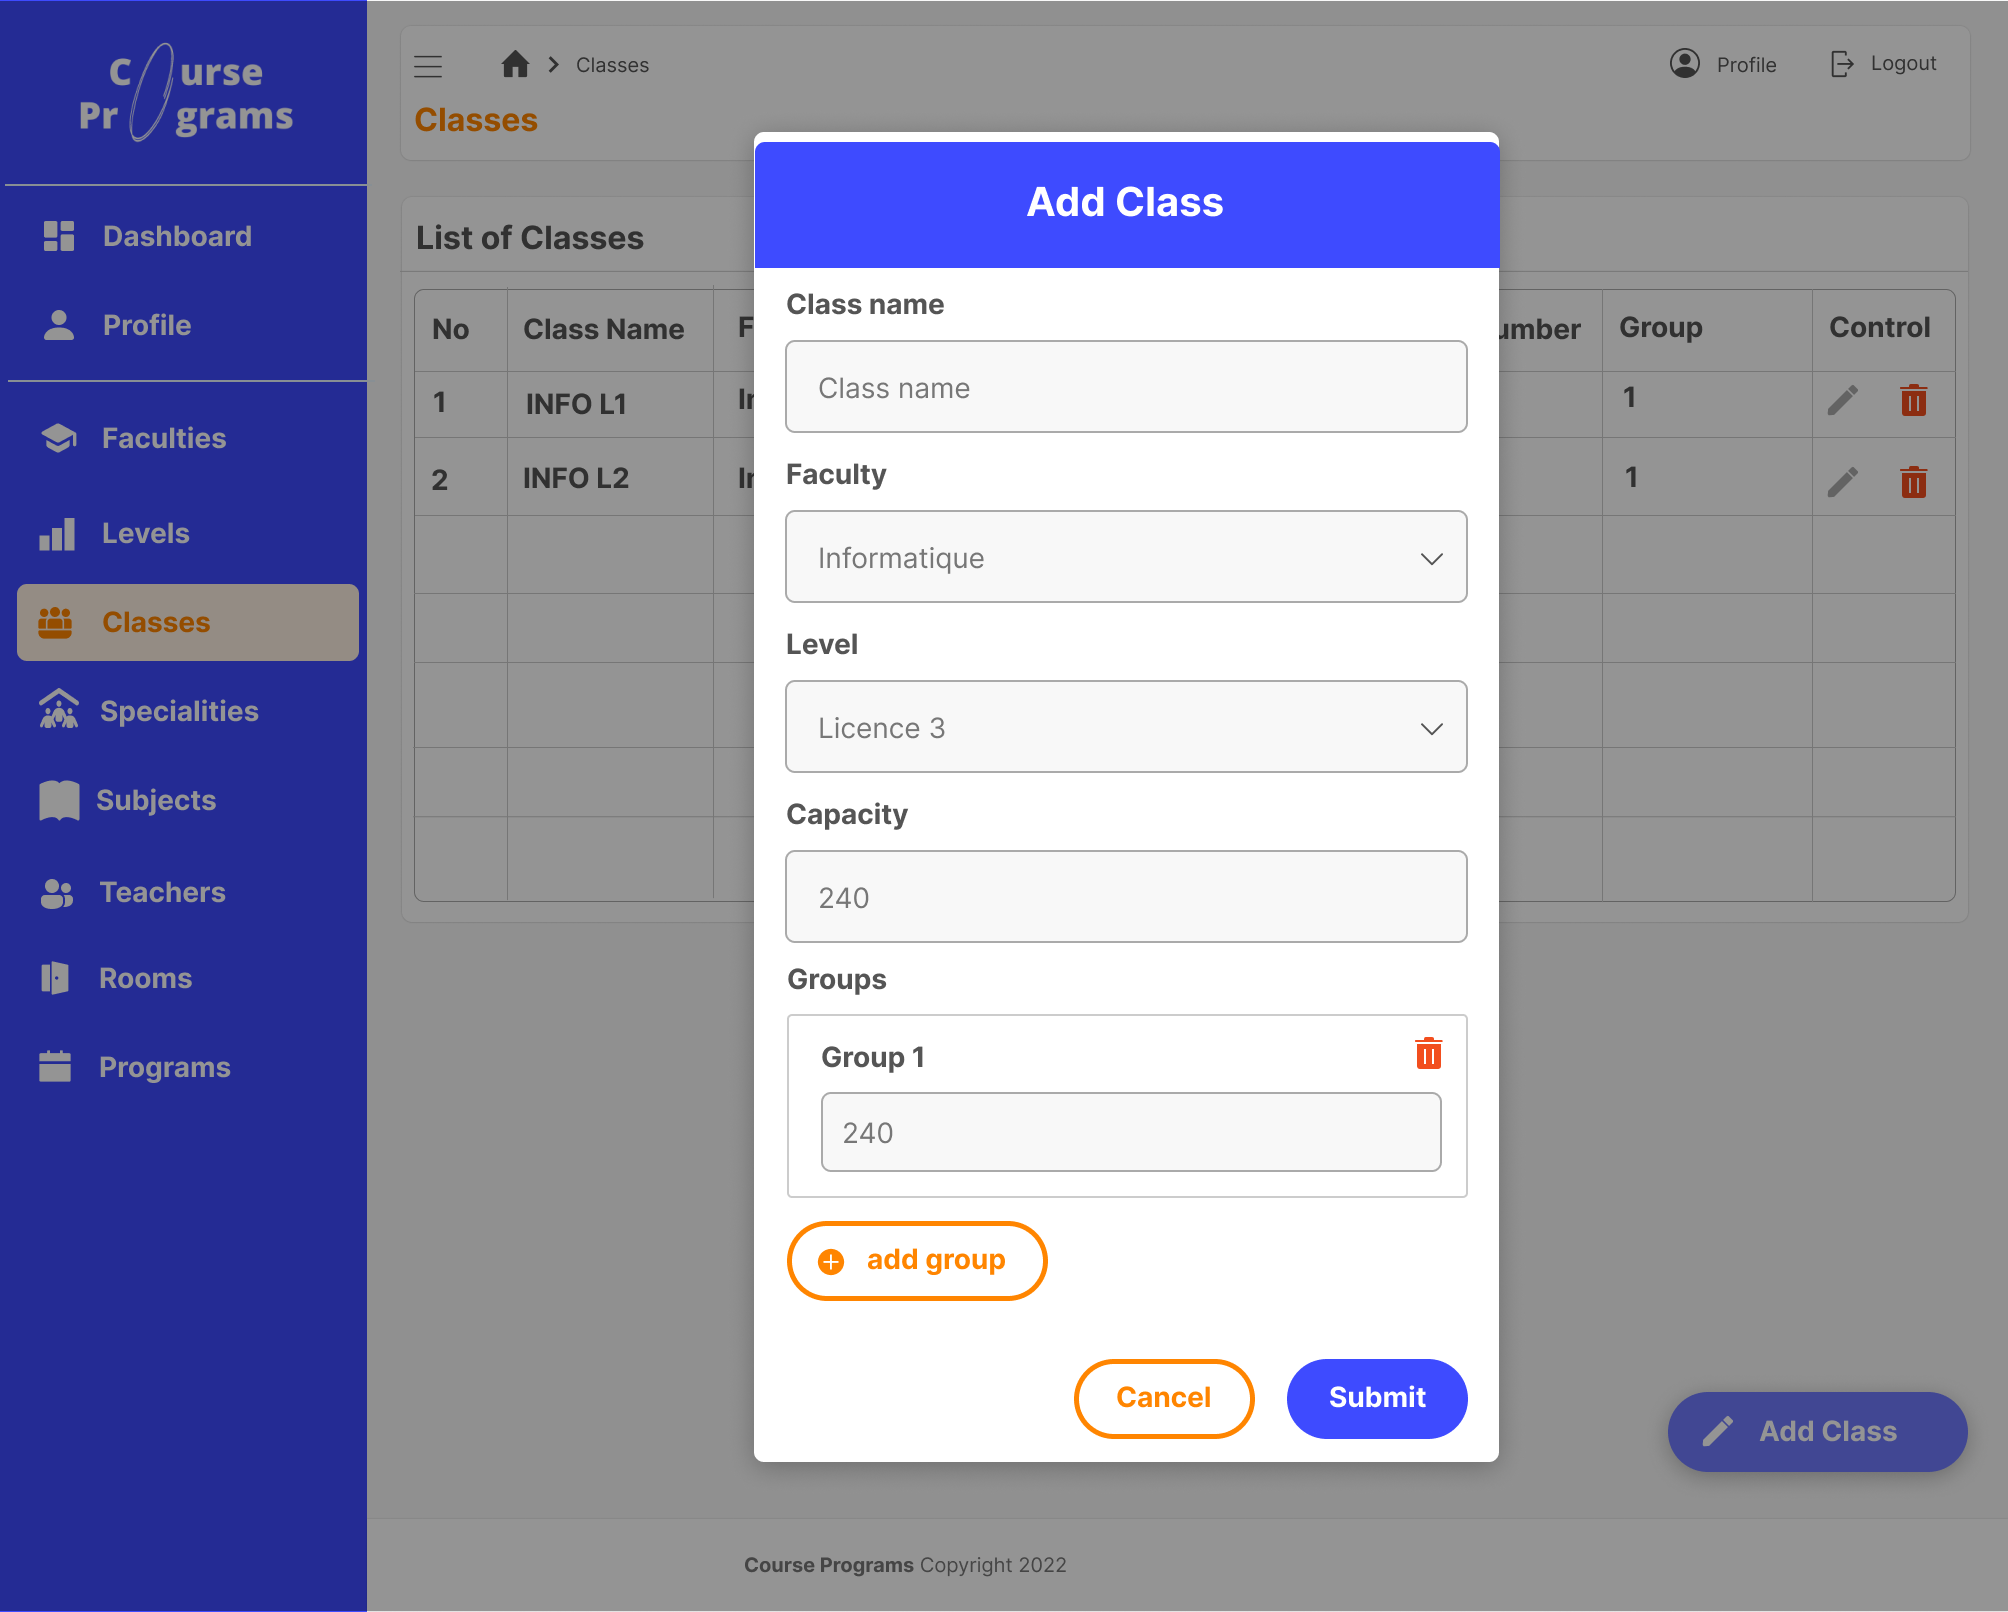 C urse
Pr grams
Dashboard
Profile
Faculties
Levels
Classes
Specialities
Subjects
Teachers
Rooms
Programs
Classes
Profile
Logout
Classes
List of Classes
No
Class Name
F
umber
Group
Control
1
INFO L1
In
1
2
INFO L2
In
1
Add Class
Class name
Class name
Faculty
Informatique
Level
Licence 3
Capacity
240
Groups
Group 1
240
add group
Cancel
Submit
Add Class
Course Programs Copyright 2022